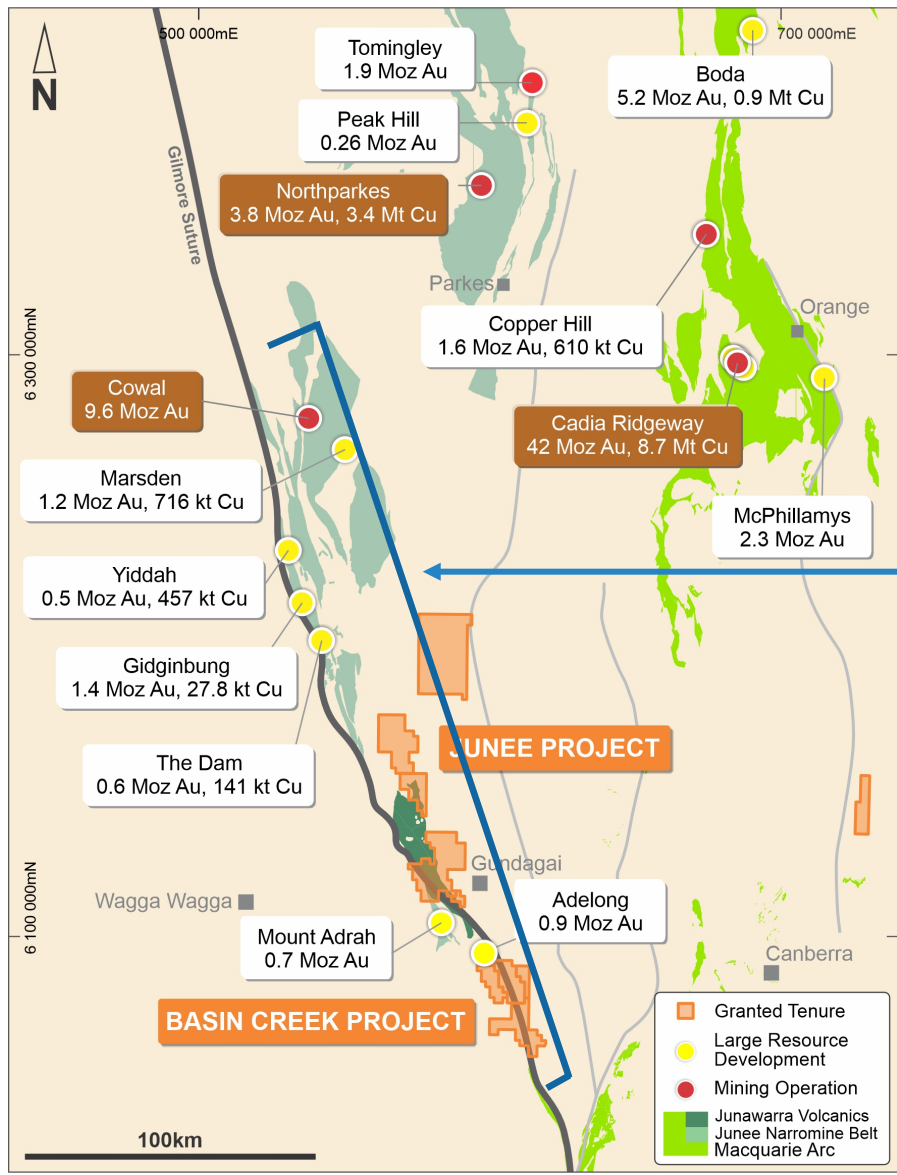 500 000mE
700 000mE
N
Gilmore Suture
Tomingley
1.9 Moz Au
Peak Hill
0.26 Moz Au
Boda
5.2 Moz Au, 0.9 Mt Cu
Northparkes
3.8 Moz Au, 3.4 Mt Cu
Parkes
Orange
Copper Hill
1.6 Moz Au, 610 kt Cu
6 300 000mN
Cowal
9.6 Moz Au
Cadia Ridgeway
42 Moz Au, 8.7 Mt Cu
Marsden
1.2 Moz Au, 716 kt Cu
McPhillamys
2.3 Moz Au
Yiddah
0.5 Moz Au, 457 kt Cu
Gidginbung
1.4 Moz Au, 27.8 kt Cu
JUNEE PROJECT
The Dam
0.6 Moz Au, 141 kt Cu
Gundagai
Wagga Wagga
Adelong
0.9 Moz Au
Mount Adrah
0.7 Moz Au
6 100 000mN
Canberra
BASIN CREEK PROJECT
Granted Tenure
Large Resource
Development
Mining Operation
Junawarra Volcanics
Junee Narromine Belt
Macquarie Arc
100km